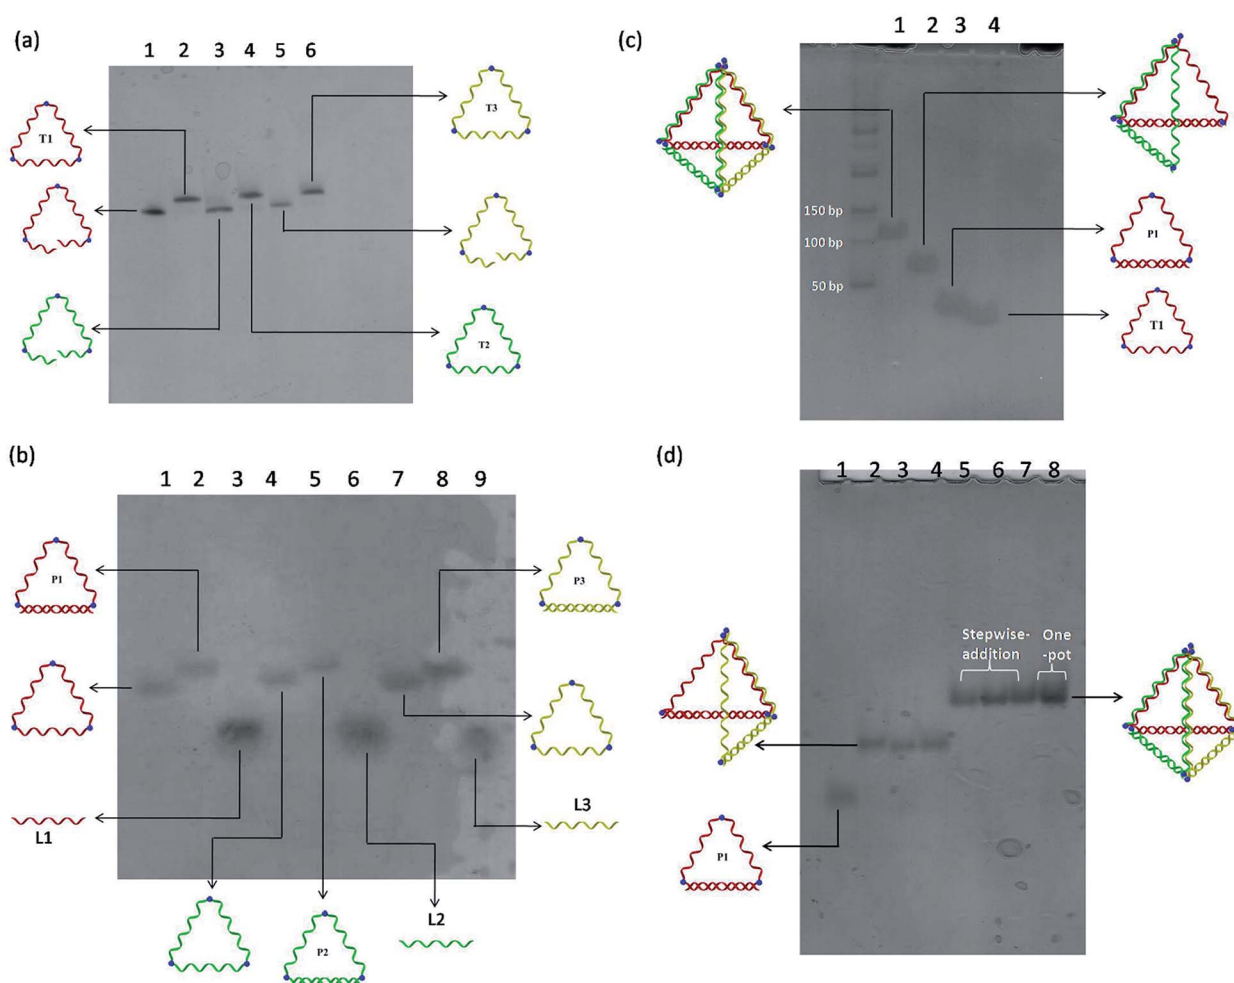 (a)
1 2 3 4 5 6
T1
T3
T2
(c)
1 2 3 4
150 bp
100 bp
50 bp
P1
T1
(b)
1 2 3 4 5 6 7 8 9
P1
P3
L1
L3
L2
P2
(d)
1 2 3 4 5 6 7 8
Stepwise-
addition
One
-pot
P1